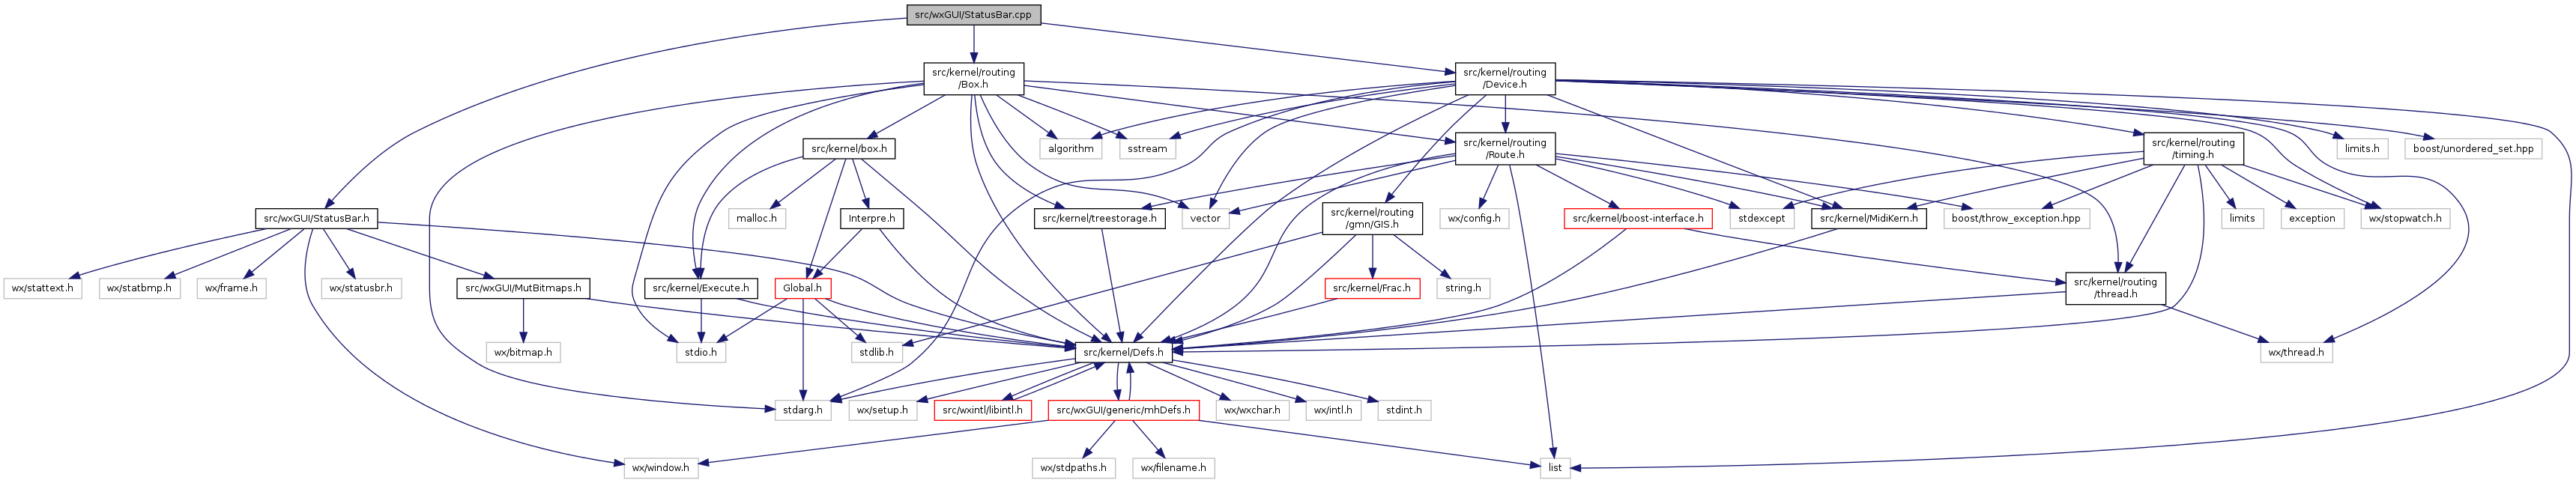 src/wxGUI/StatusBar.cpp
src/kernel/routing
/Box.h
src/kernel/routing
/Device.h
src/kernel/box.h
algorithm
sstream
src/kernel/routing
/Route.h
src/kernel/routing
/timing.h
limits.h
boost/unordered_set.hpp
src/wxGUI/StatusBar.h
malloc.h
Interpre.h
src/kernel/treestorage.h
vector
src/kernel/routing
/gmn/GIS.h
wx/config.h
src/kernel/boost-interface.h
stdexcept
src/kernel/MidiKern.h
boost/throw_exception.hpp
limits
exception
wx/stopwatch.h
wx/stattext.h
wx/statbmp.h
wx/frame.h
wx/statusbr.h
src/wxGUI/MutBitmaps.h
src/kernel/Execute.h
Global.h
src/kernel/Frac.h
string.h
src/kernel/routing
/thread.h
wx/bitmap.h
stdio.h
stdlib.h
src/kernel/Defs.h
wx/thread.h
stdarg.h
wx/setup.h
src/wxintl/libintl.h
src/wxGUI/generic/mhDefs.h
wx/wxchar.h
wx/intl.h
stdint.h
wx/window.h
wx/stdpaths.h
wx/filename.h
list